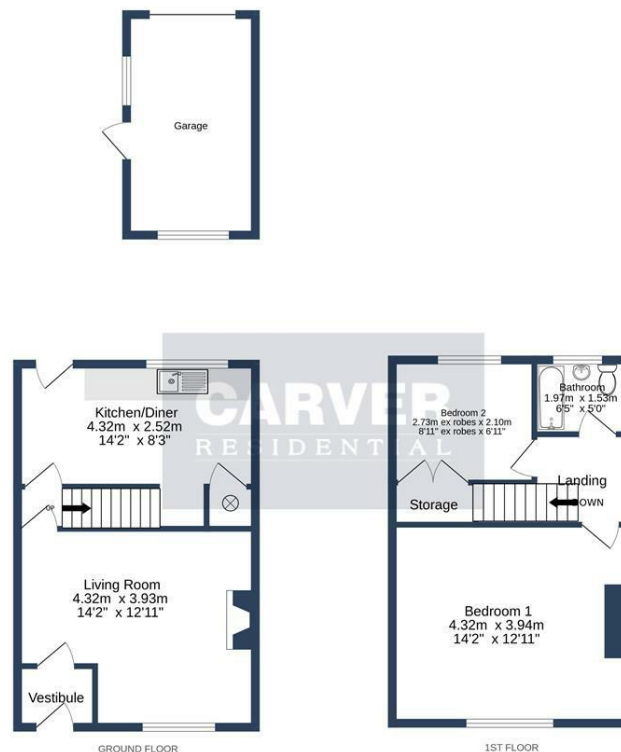 Garage
CARVER
RESIDENTIAL
Kitchen/Diner
4.32m x 2.52m
14'2" x 8'3"
UP
Living Room
4.32m x 3.93m
14'2" x 12'11"
Vestibule
GROUND FLOOR
Bedroom 2
2.73m ex robes x 2.10m
8'11" ex robes x 6'11"
Bathroom
1.97m x 1.53m
6'5" x 5'0"
Landing
DOWN
Storage
Bedroom 1
4.32m x 3.94m
14'2" x 12'11"
1ST FLOOR